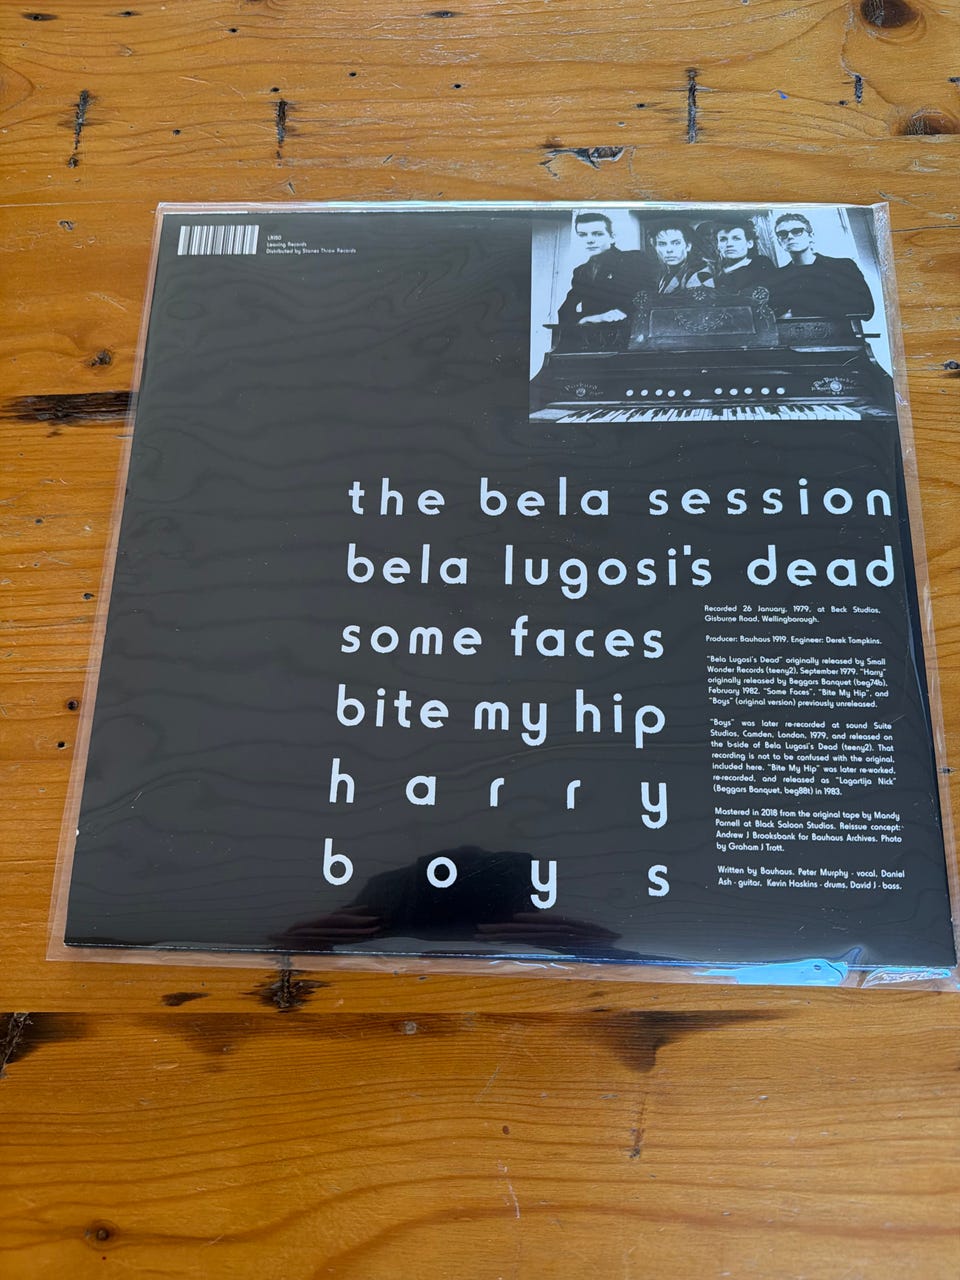 LR150
Leaving Records
Distributed by Stones Throw Records
the bela session
bela lugosi's dead
some faces
bite my hip
harry
boys
Recorded 26 January, 1979, at Beck Studios,
Gisburne Road, Wellingborough.
Producer: Bauhaus 1919. Engineer: Derek Tompkins.
"Bela Lugosi's Dead" originally released by Small
Wonder Records (teeny2), September 1979. "Harry"
originally released by Beggars Banquet (beg74b),
February 1982. "Some Faces", "Bite My Hip", and
"Boys" (original version) previously unreleased.
"Boys" was later re-recorded at sound Suite
Studios, Camden, London, 1979, and released on
the b-side of Bela Lugosi's Dead (teeny2). That
recording is not to be confused with the original,
included here. "Bite My Hip" was later re-worked,
re-recorded, and released as "Lagartija Nick"
(Beggars Banquet, beg88t) in 1983.
Mastered in 2018 from the original tape by Mandy
Parnell at Black Saloon Studios. Reissue concept:
Andrew J Brooksbank for Bauhaus Archives. Photo
by Graham J Trott.
Written by Bauhaus. Peter Murphy - vocal, Daniel
Ash - guitar, Kevin Haskins - drums, David J - bass.